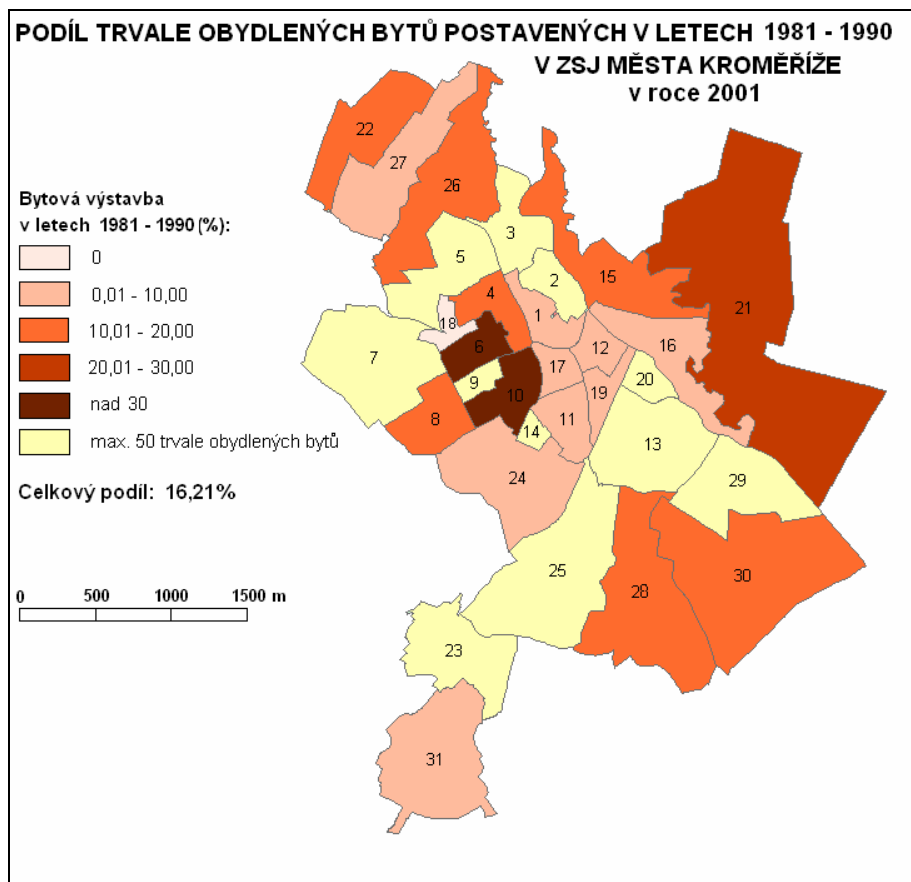 PODÍL TRVALE OBYDLENÝCH BYTŮ POSTAVENÝCH V LETECH 1981 - 1990
V ZSJ MĚSTA KROMĚŘÍŽE
v roce 2001
Bytová výstavba
v letech 1981 - 1990 (%):
0
0,01 - 10,00
10,01 - 20,00
20,01 - 30,00
nad 30
max. 50 trvale obydlených bytů
Celkový podíl: 16,21%
0 500 1000 1500 m
22
27
26
3
5
2
15
4
21
1
18
16
6
12
7
17
9
20
10
19
8
11
14
13
24
29
25
30
28
23
31